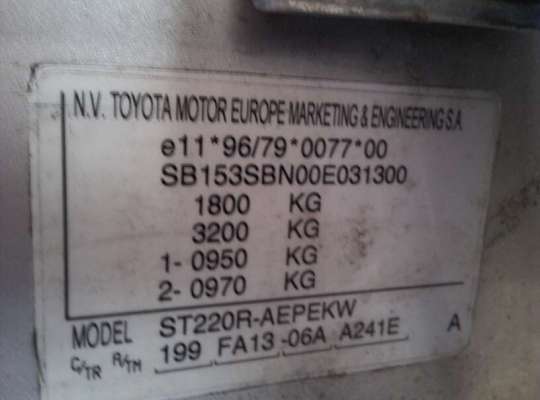 N.V. TOYOTA MOTOR EUROPE MARKETING & ENGINEERING S.A.
e11*96/79*0077*00
SB153SBN00E031300
1800 KG
3200 KG
1- 0950 KG
2- 0970 KG
MODEL ST220R-AEPEKW
C/TR A/TM 199 FA13 -06A A241E A